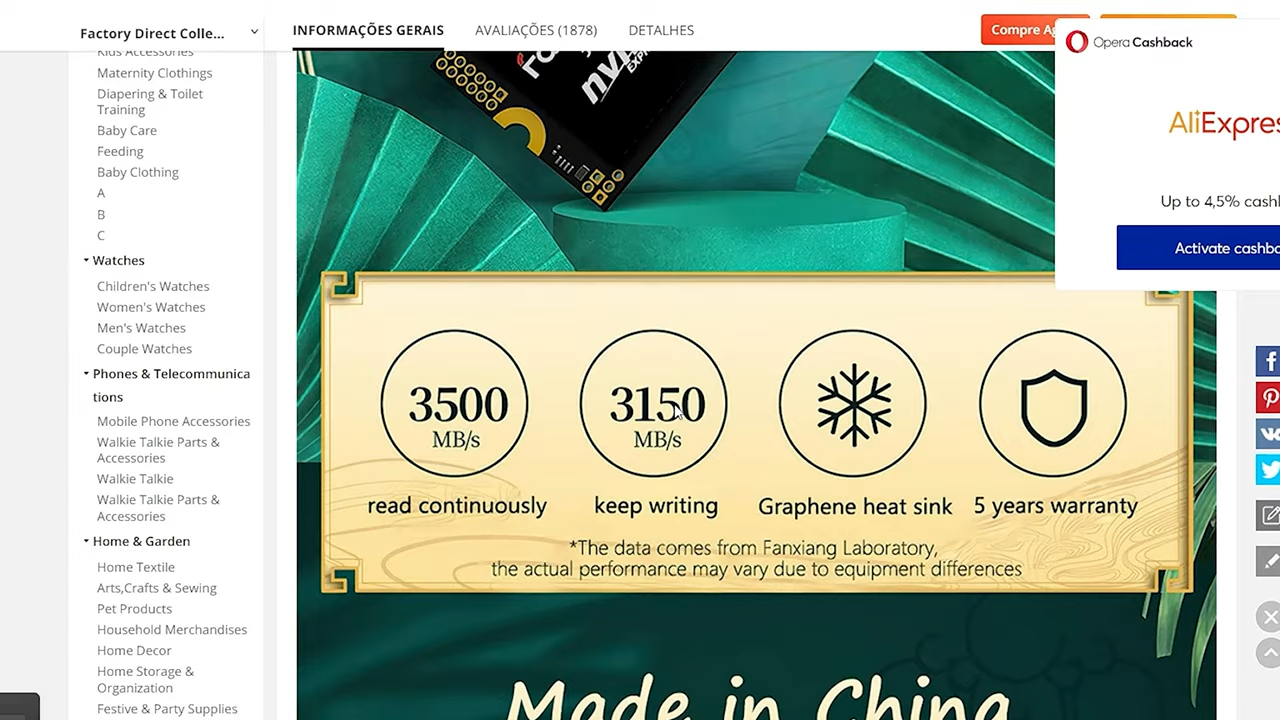 Factory Direct Colle...
INFORMAÇÕES GERAIS
AVALIAÇÕES (1878)
DETALHES
Compre
Opera Cashback
Kids Accessories
Maternity Clothings
Diapering & Toilet
Training
Baby Care
Feeding
Baby Clothing
A
B
C
Watches
Children's Watches
Women's Watches
Men's Watches
Couple Watches
Phones & Telecommunica
tions
Mobile Phone Accessories
Walkie Talkie Parts &
Accessories
Walkie Talkie
Walkie Talkie Parts &
Accessories
Home & Garden
Home Textile
Arts,Crafts & Sewing
Pet Products
Household Merchandises
Home Decor
Home Storage &
Organization
Festive & Party Supplies
AliExpres
Up to 4,5% cash
Activate cashba
3500
MB/s
read continuously
3150
MB/s
keep writing
Graphene heat sink
5 years warranty
*The data comes from Fanxiang Laboratory,
the actual performance may vary due to equipment differences
Made in China